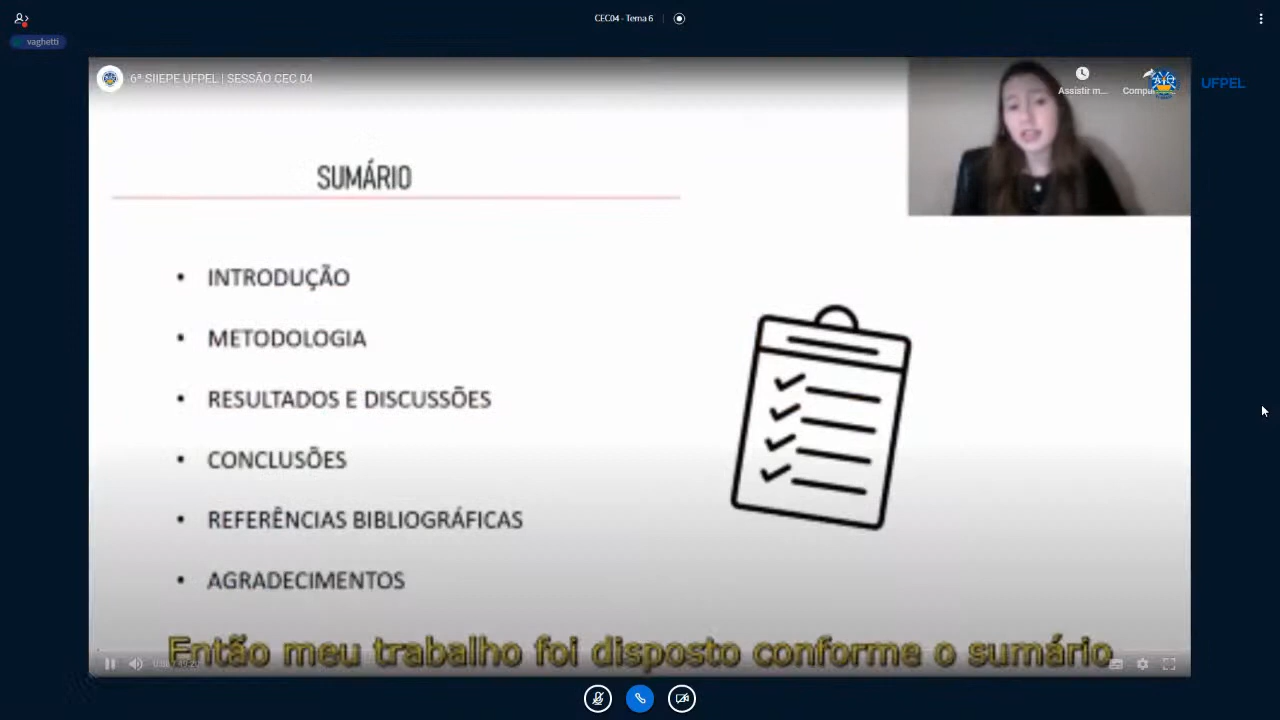 CEC04 - Tema 6
vaghetti
6ª SIIEPE UFPEL | SESSÃO CEC 04
Assistir m...
UFPEL
SUMÁRIO
• INTRODUÇÃO
• METODOLOGIA
• RESULTADOS E DISCUSSÕES
• CONCLUSÕES
• REFERÊNCIAS BIBLIOGRÁFICAS
• AGRADECIMENTOS
Então meu trabalho foi disposto conforme o sumário